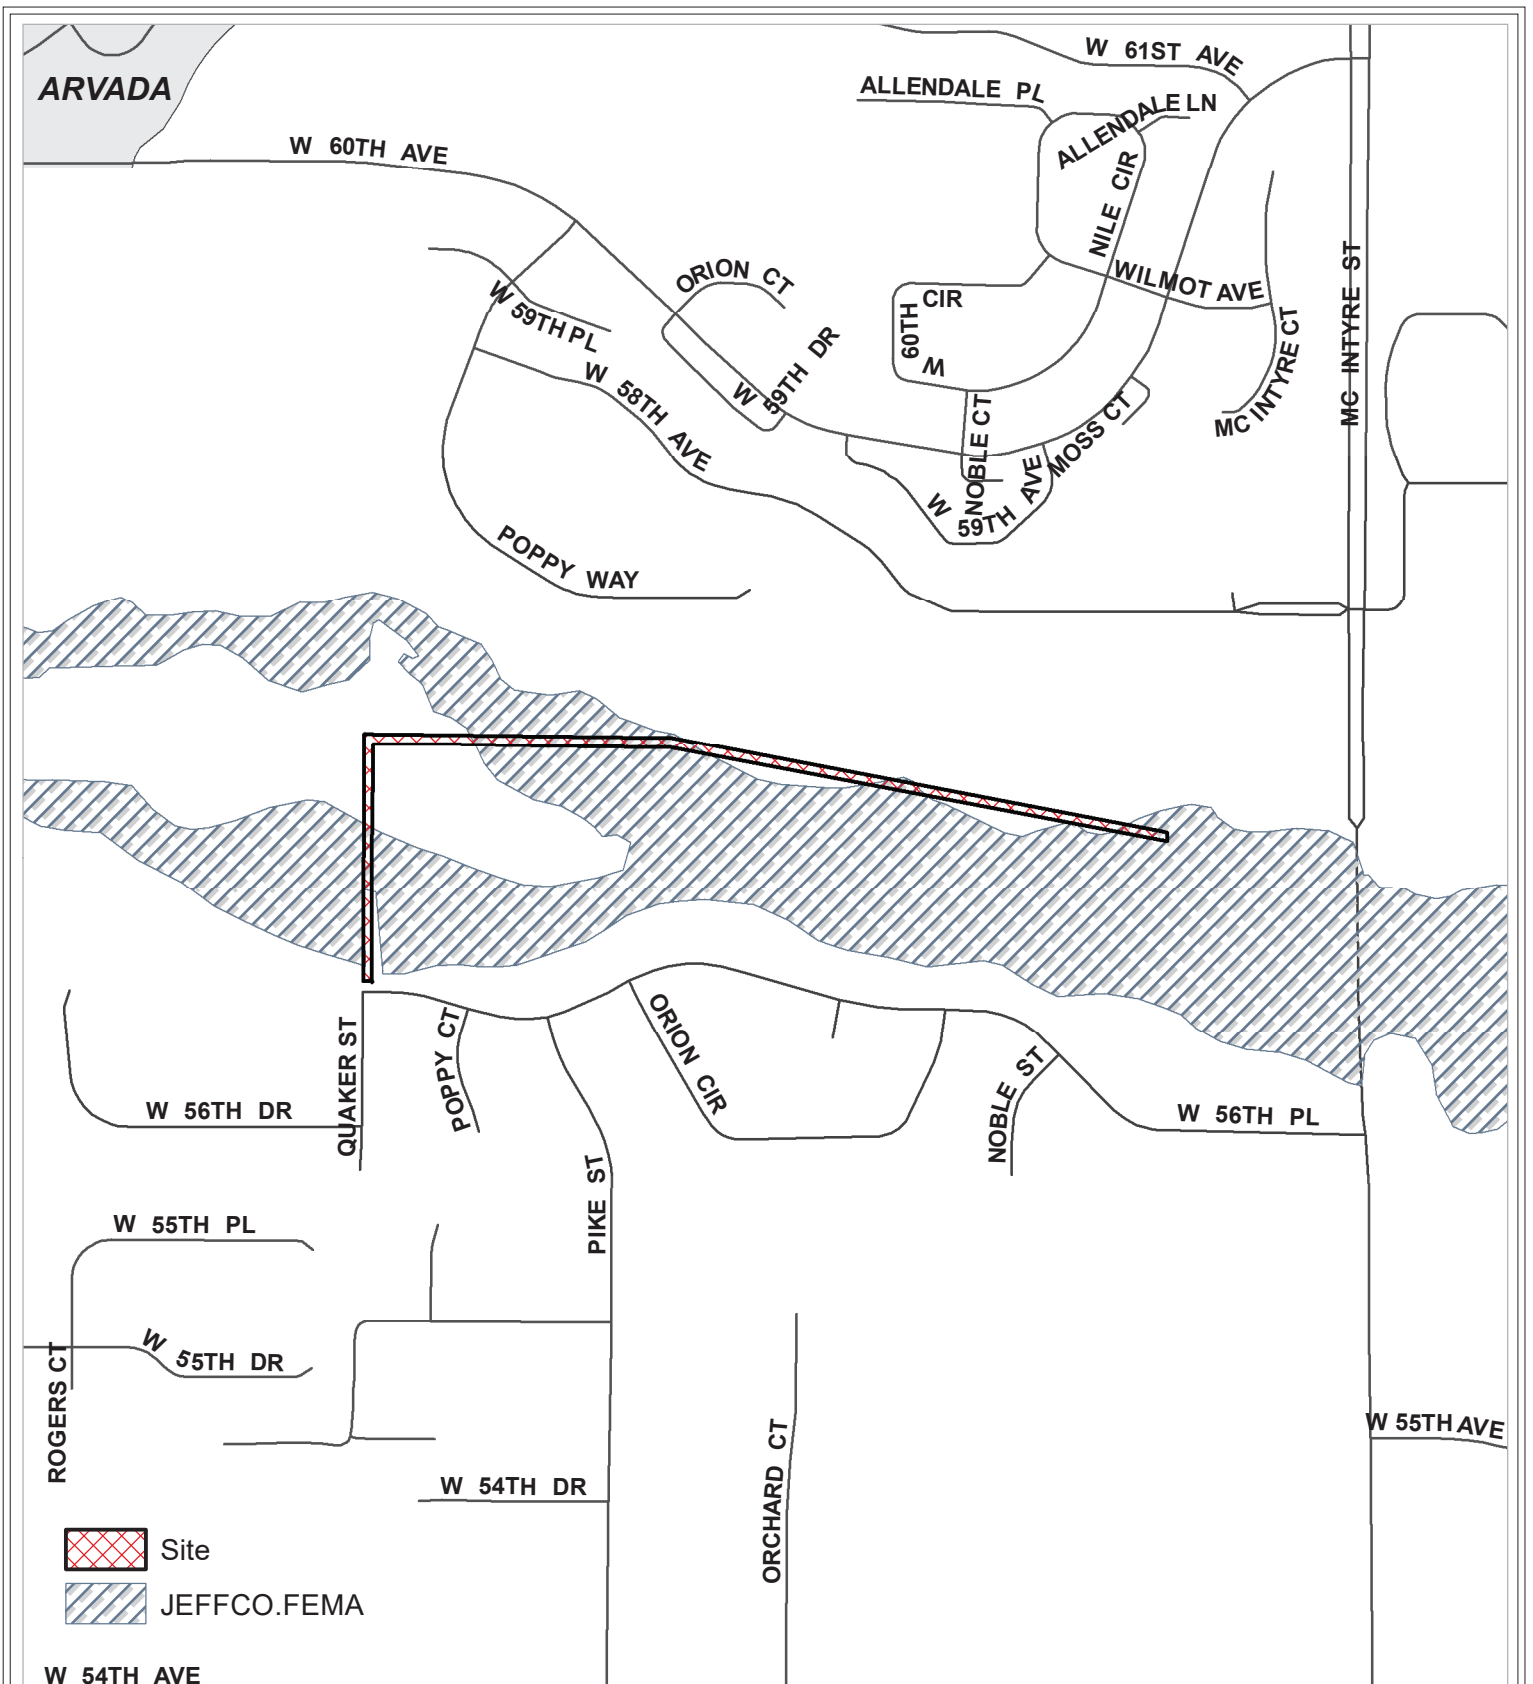 W 61ST AVE
ARVADA
ALLENDALE PL
ALLENDALE LN
W 60TH AVE
NILE CIR
ORION CT
WILMOT AVE
MC INTYRE ST
W 59TH PL
W 60TH CIR
W 59TH DR
MC INTYRE CT
W 58TH AVE
NOBLE CT
MOSS CT
W 59TH AVE
POPPY WAY
QUAKER ST
POPPY CT
ORION CIR
NOBLE ST
W 56TH DR
W 56TH PL
PIKE ST
W 55TH PL
W 55TH DR
ROGERS CT
ORCHARD CT
W 55TH AVE
W 54TH DR
Site
JEFFCO.FEMA
W 54TH AVE